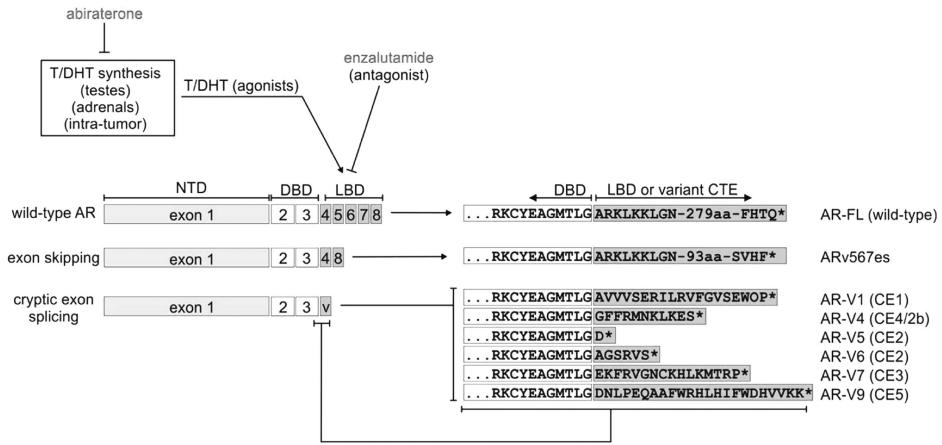 abiraterone
T/DHT synthesis
(testes)
(adrenals)
(intra-tumor)
T/DHT (agonists)
enzalutamide
(antagonist)
NTD DBD LBD
DBD LBD or variant CTE
wild-type AR exon 1 2 3 4 5 6 7 8
...RKCYEAGMTLG ARKLKKLGN-279aa-FHTQ* AR-FL (wild-type)
exon skipping exon 1 2 3 4 8
...RKCYEAGMTLG ARKLKKLGN-93aa-SVHF* ARv567es
cryptic exon
splicing
exon 1 2 3 v
...RKCYEAGMTLG AVVVSERILRVFGVSEWOP* AR-V1 (CE1)
...RKCYEAGMTLG GFFRMNKLKES* AR-V4 (CE4/2b)
...RKCYEAGMTLG D* AR-V5 (CE2)
...RKCYEAGMTLG AGSRVS* AR-V6 (CE2)
...RKCYEAGMTLG EKFRVGNCKHLKMTRP* AR-V7 (CE3)
...RKCYEAGMTLG DNLPEQAAFWRHLHIFWDHVVKK* AR-V9 (CE5)